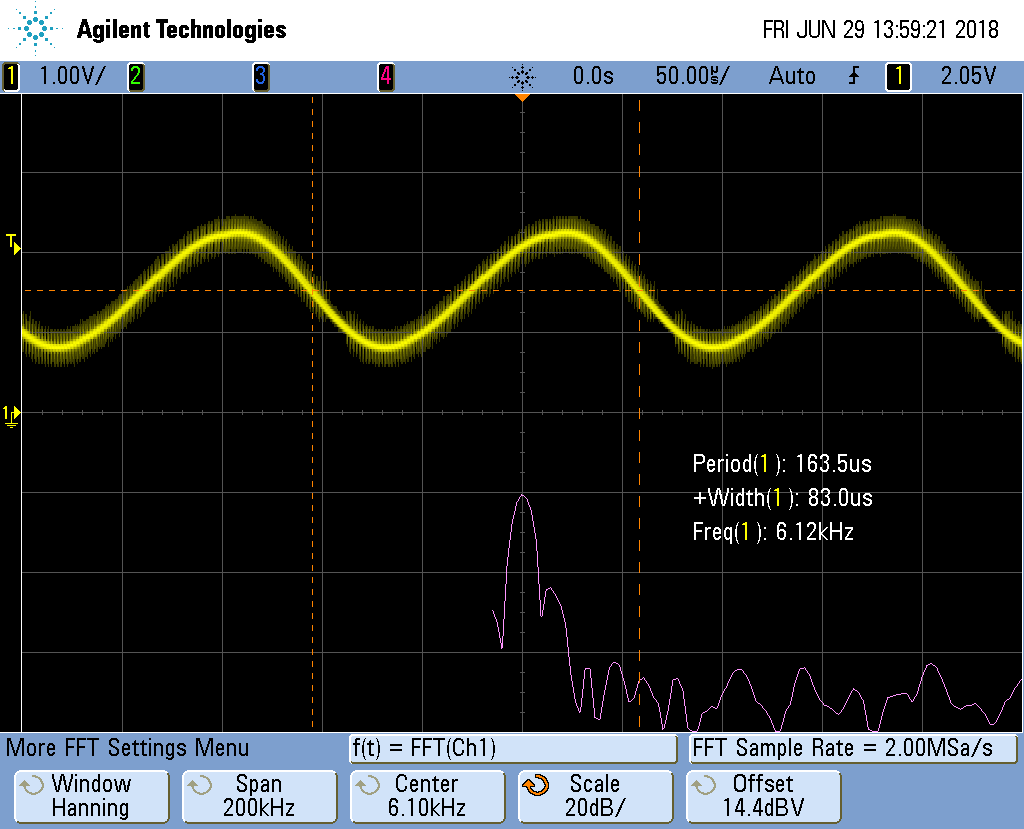 Agilent Technologies
FRI JUN 29 13:59:21 2018
1 1.00V/ 2 3 4 0.0s 50.00us/ Auto 1 2.05V
T
1
Period(1): 163.5us
+Width(1): 83.0us
Freq(1): 6.12kHz
More FFT Settings Menu
f(t) = FFT(Ch1)
FFT Sample Rate = 2.00MSa/s
Window
Hanning
Span
200kHz
Center
6.10kHz
Scale
20dB/
Offset
14.4dBV